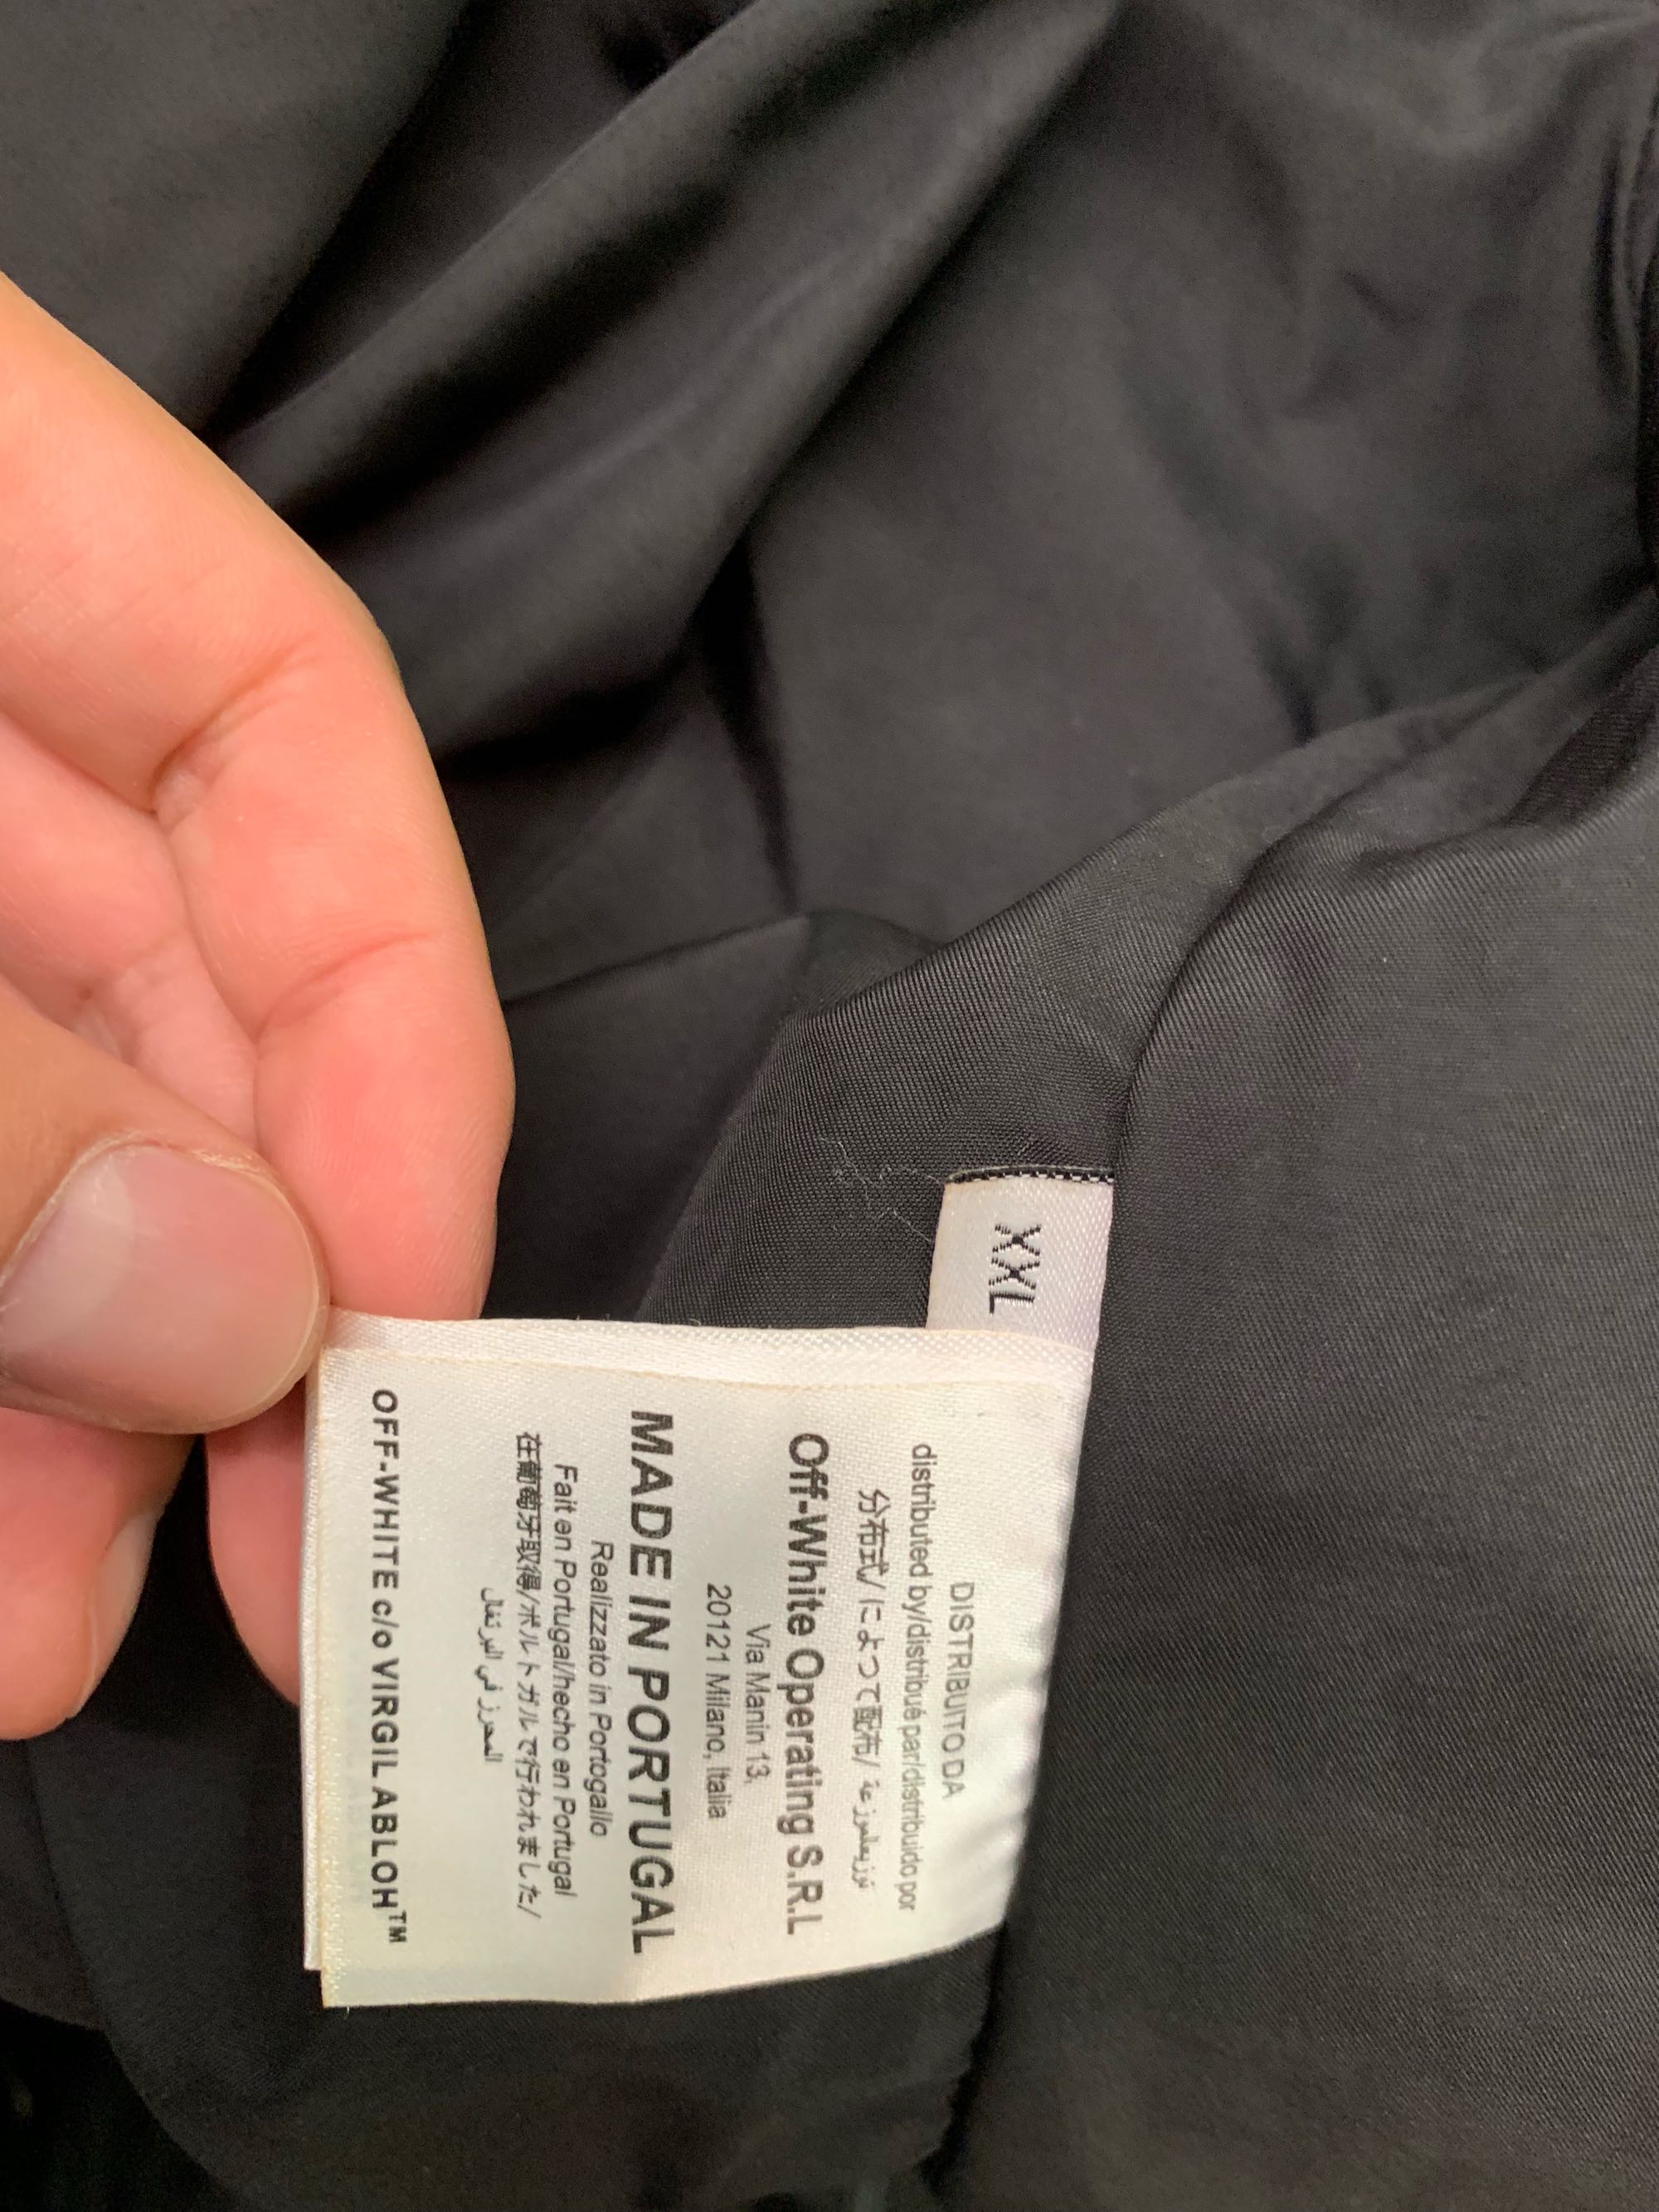 XXL
DISTRIBUITO DA
distributed by/distribué par/distribuido por
分布式/によって配布/
Off-White Operating S.R.L
Via Manin 13,
20121 Milano, Italia
MADE IN PORTUGAL
Realizzato in Portogallo
Fait en Portugal/hecho en Portugal
在葡萄牙取得/ポルトガルで行われました/
المحرز في البرتغال
OFF-WHITE c/o VIRGIL ABLOH™